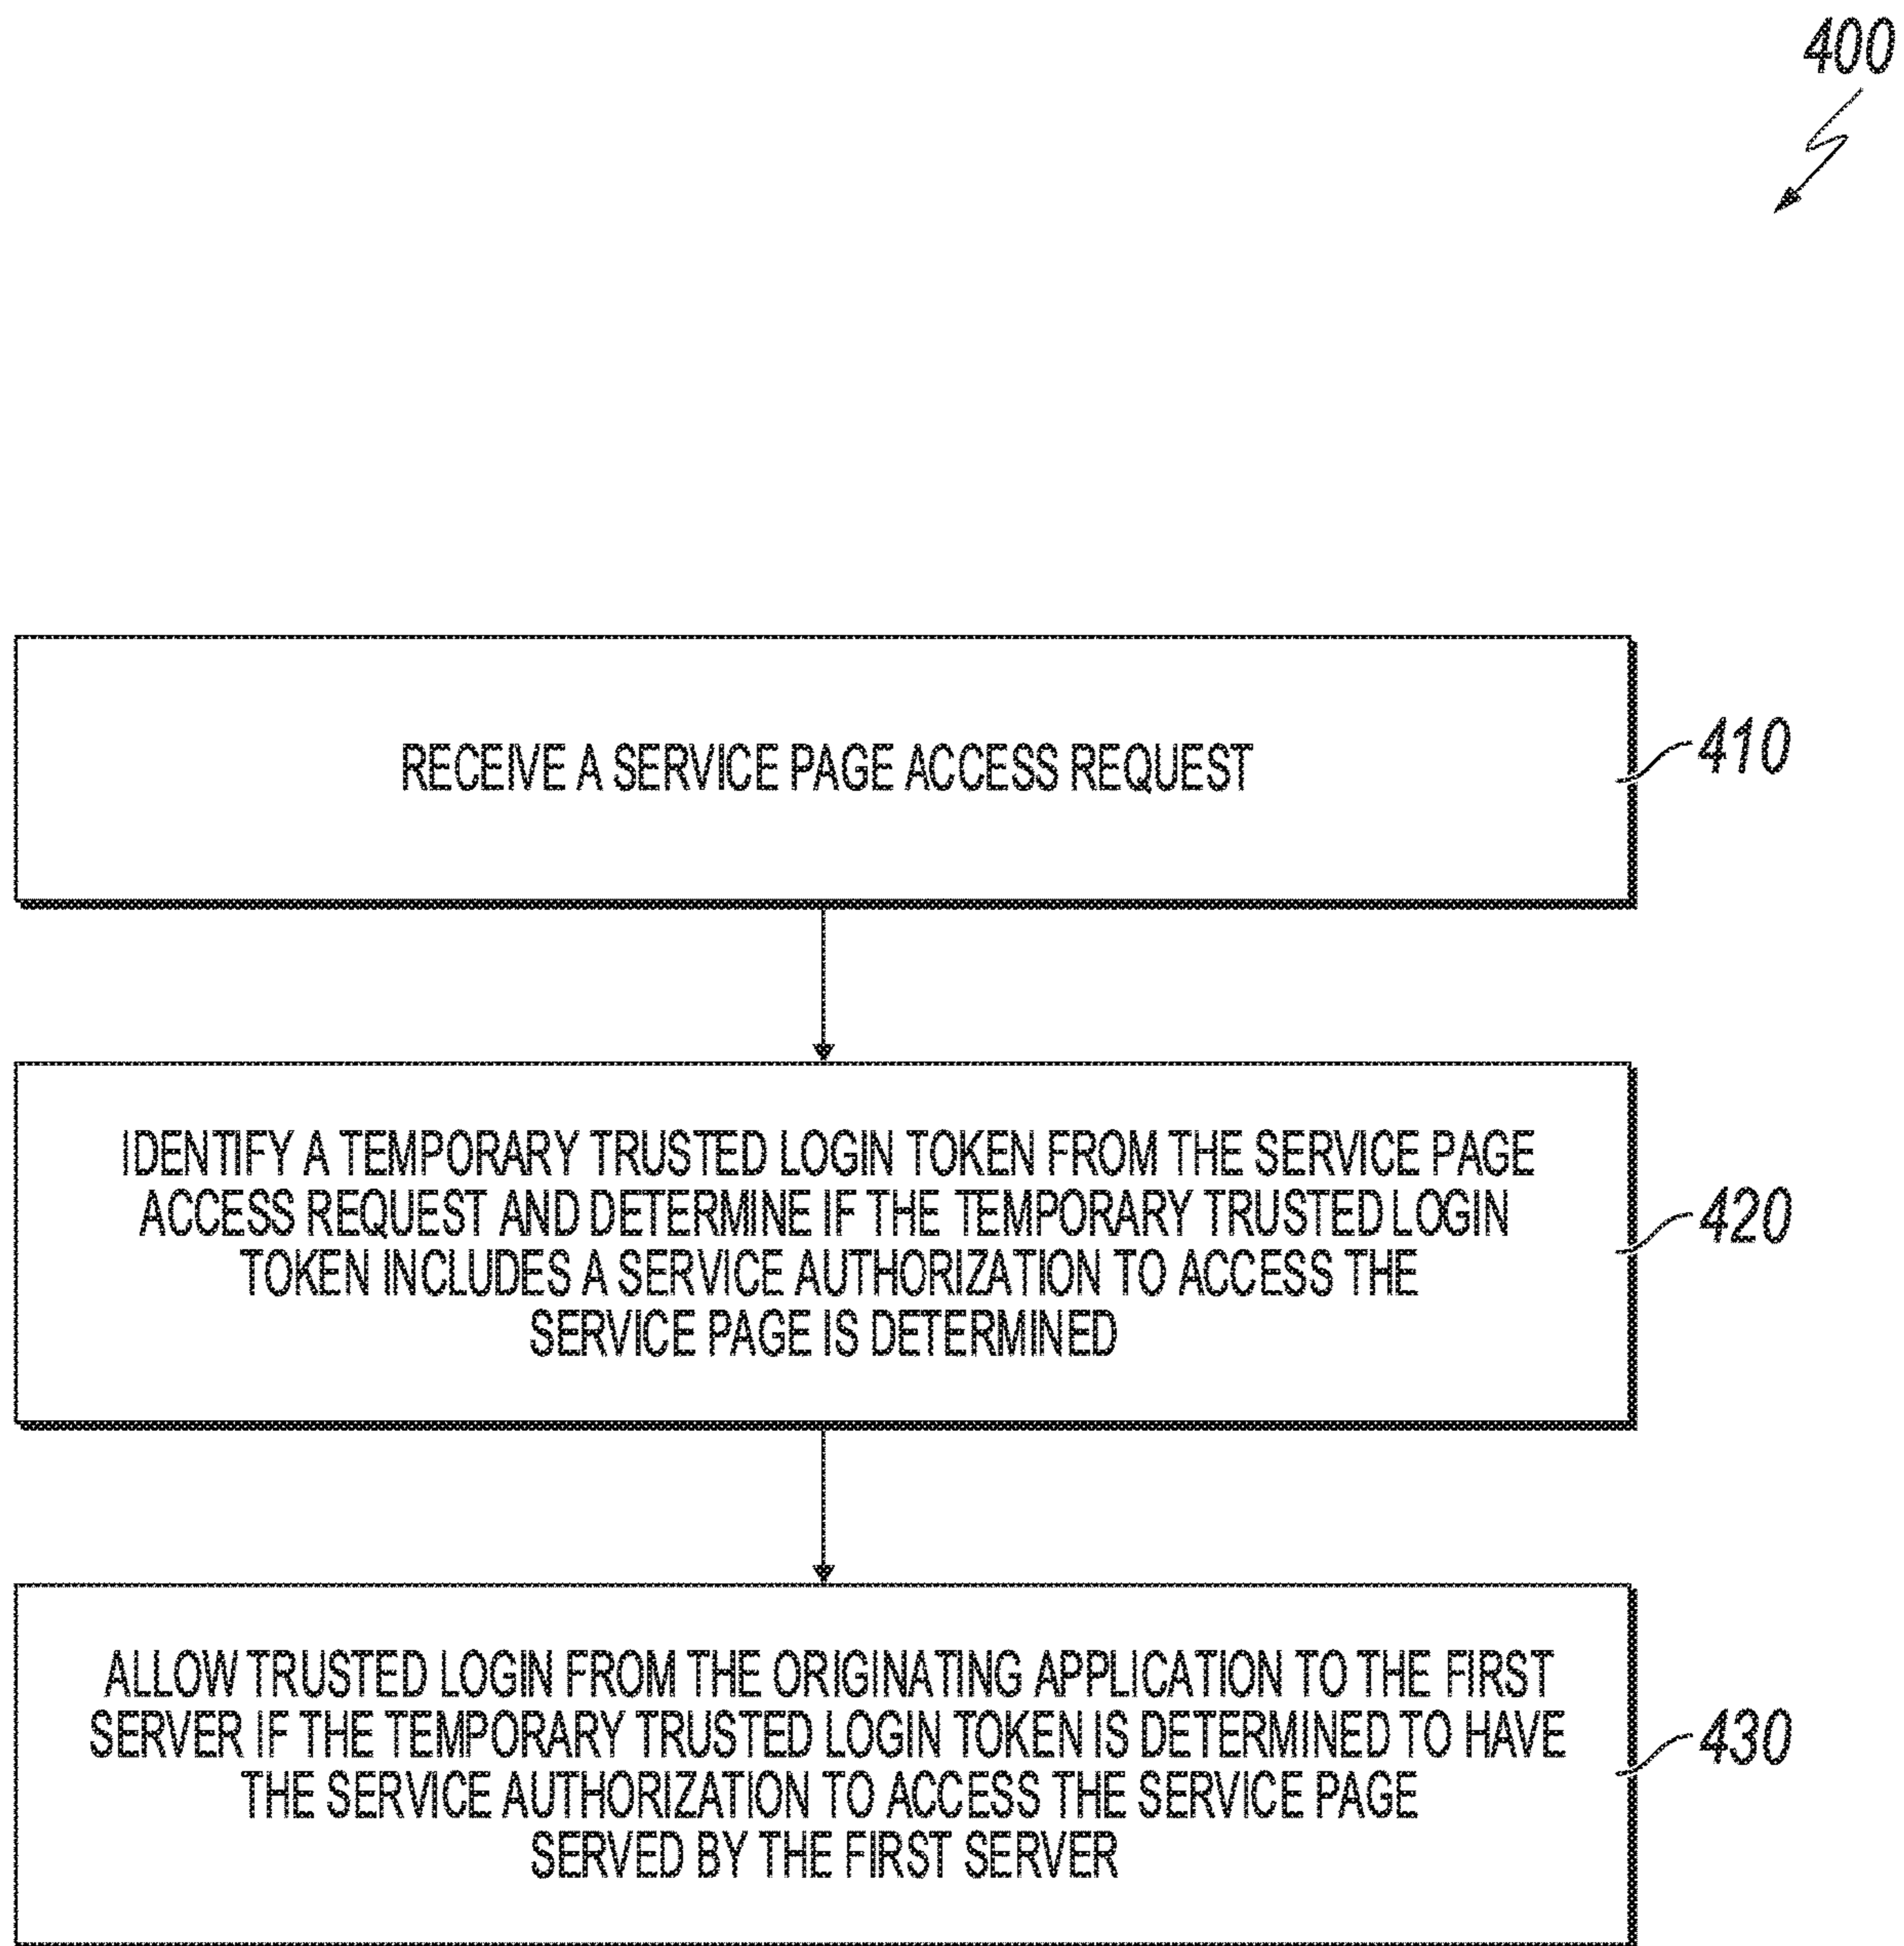 400
RECEIVE A SERVICE PAGE ACCESS REQUEST
410
IDENTIFY A TEMPORARY TRUSTED LOGIN TOKEN FROM THE SERVICE PAGE
ACCESS REQUEST AND DETERMINE IF THE TEMPORARY TRUSTED LOGIN
TOKEN INCLUDES A SERVICE AUTHORIZATION TO ACCESS THE
SERVICE PAGE IS DETERMINED
420
ALLOW TRUSTED LOGIN FROM THE ORIGINATING APPLICATION TO THE FIRST
SERVER IF THE TEMPORARY TRUSTED LOGIN TOKEN IS DETERMINED TO HAVE
THE SERVICE AUTHORIZATION TO ACCESS THE SERVICE PAGE
SERVED BY THE FIRST SERVER
430